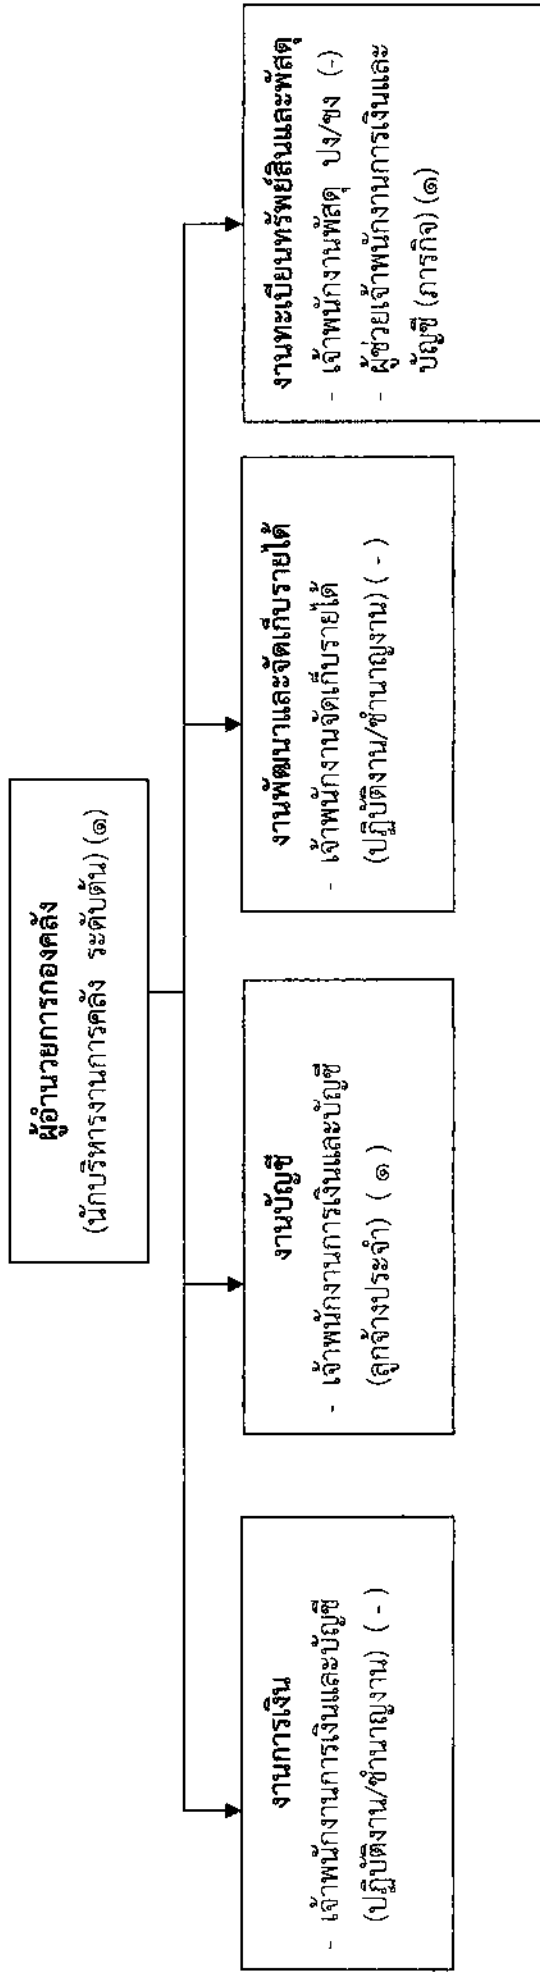 ผู้อำนวยการกองคลัง
(นักบริหารงานการคลัง ระดับต้น) (๑)
งานการเงิน
- เจ้าพนักงานการเงินและบัญชี
(ปฏิบัติงาน/ชำนาญงาน) ( - )
งานบัญชี
- เจ้าพนักงานการเงินและบัญชี
(ลูกจ้างประจำ) ( ๑ )
งานพัฒนาและจัดเก็บรายได้
- เจ้าพนักงานจัดเก็บรายได้
(ปฏิบัติงาน/ชำนาญงาน) ( - )
งานทะเบียนทรัพย์สินและพัสดุ
- เจ้าพนักงานพัสดุ ปง/ชง (-)
- ผู้ช่วยเจ้าพนักงานการเงินและ
บัญชี (ภารกิจ) (๑)